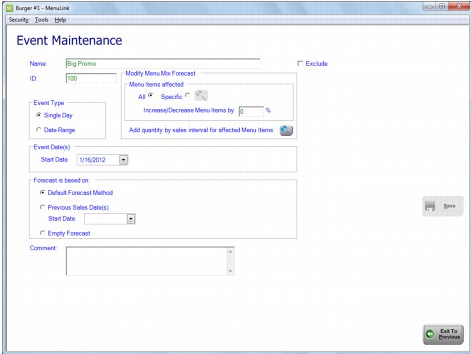 Burger #1 - MenuLink
Security Tools Help
Event Maintenance
Name: Big Promo
Exclude
ID: 100
Modify Menu Mix Forecast
Menu Items affected
All Specific
Increase/Decrease Menu Items by 0 %
Add quantity by sales interval for affected Menu Items
Event Type
Single Day
Date Range
Event Date(s)
Start Date 1/16/2012
Forecast is based on
Default Forecast Method
Previous Sales Date(s)
Start Date
Empty Forecast
Save
Comment:
Exit To
Previous